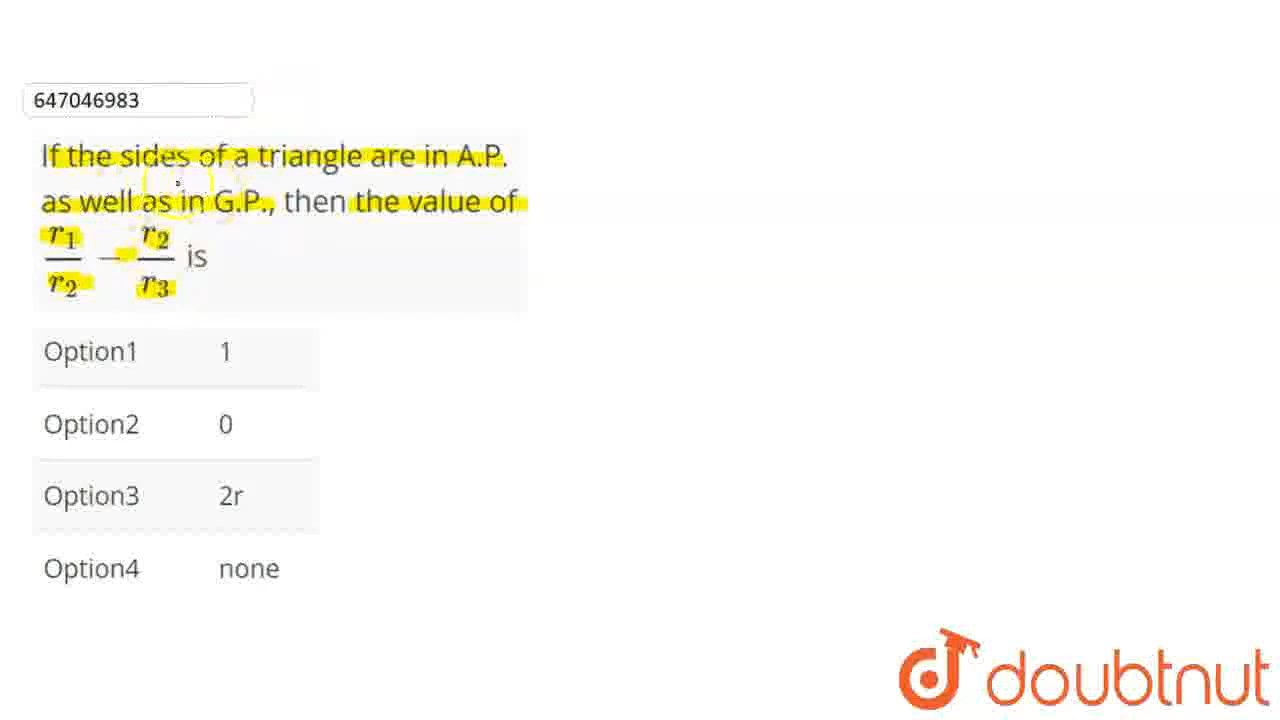 647046983
If the sides of a triangle are in A.P.
as well as in G.P., then the value of
r₁/r₂ − r₂/r₃ is
Option1 1
Option2 0
Option3 2r
Option4 none
doubtnut